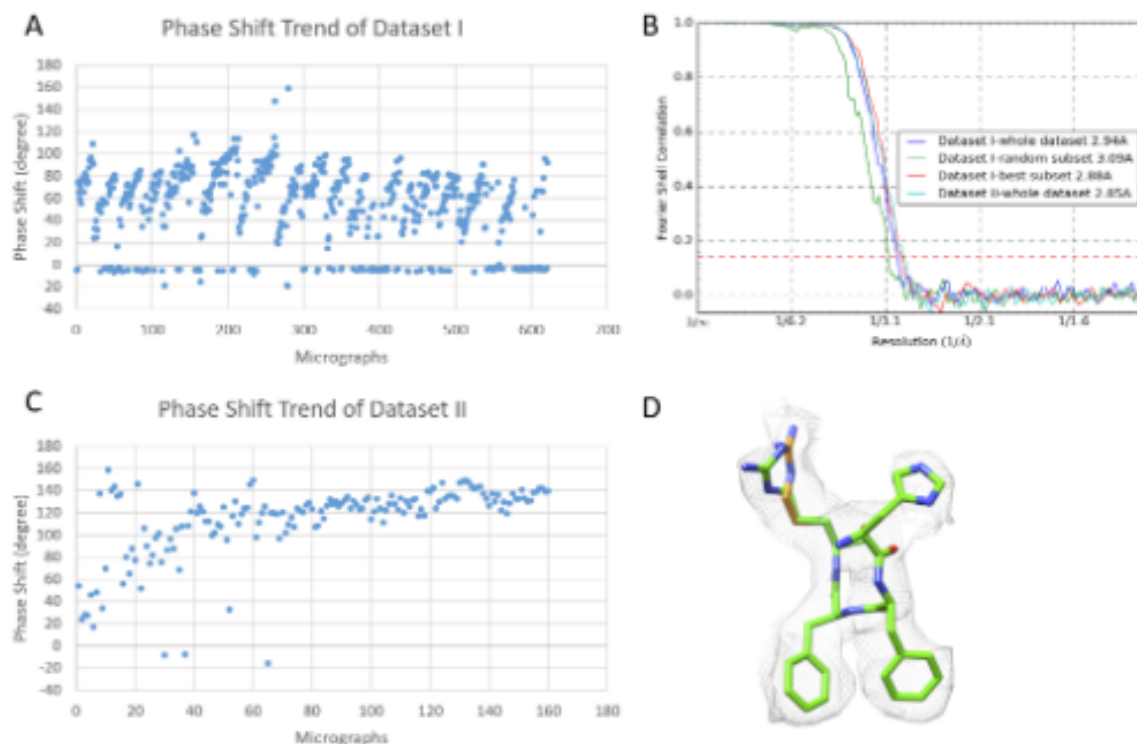 A
Phase Shift Trend of Dataset I
Phase Shift (degree)
180
160
140
120
100
80
60
40
20
0
-20
-40
0 100 200 300 400 500 600 700
Micrographs
B
Fourier Shell Correlation
1.0
0.8
0.6
0.4
0.2
0.0
Dataset I-whole dataset 2.94A
Dataset I-random subset 3.09A
Dataset I-best subset 2.88A
Dataset II-whole dataset 2.85A
1/∞ 1/6.2 1/3.1 1/2.1 1/1.6
Resolution (1/Å)
C
Phase Shift Trend of Dataset II
Phase Shift (degree)
180
160
140
120
100
80
60
40
20
0
-20
-40
0 20 40 60 80 100 120 140 160 180
Micrographs
D